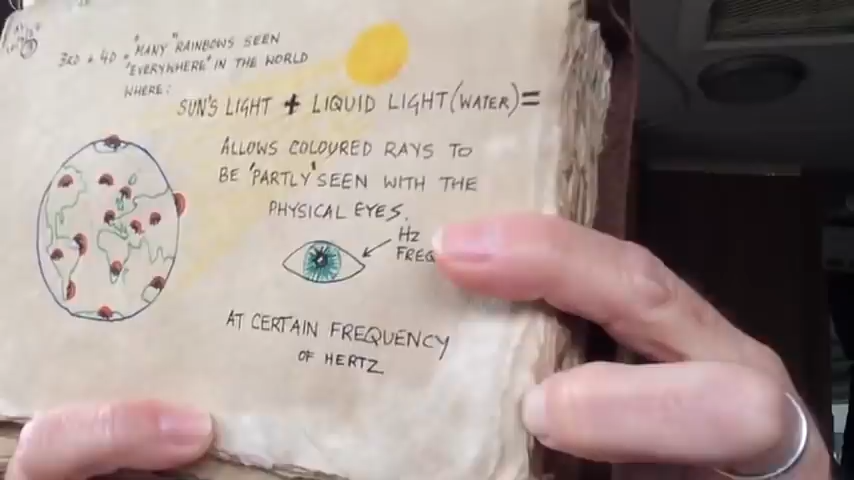 3RD + 4D = "MANY" RAINBOWS SEEN
"EVERYWHERE" IN THE WORLD
WHERE:
SUN'S LIGHT + LIQUID LIGHT (WATER) =
ALLOWS COLOURED RAYS TO
BE 'PARTLY' SEEN WITH THE
PHYSICAL EYES.
HZ
FREQ
AT CERTAIN FREQUENCY
OF HERTZ